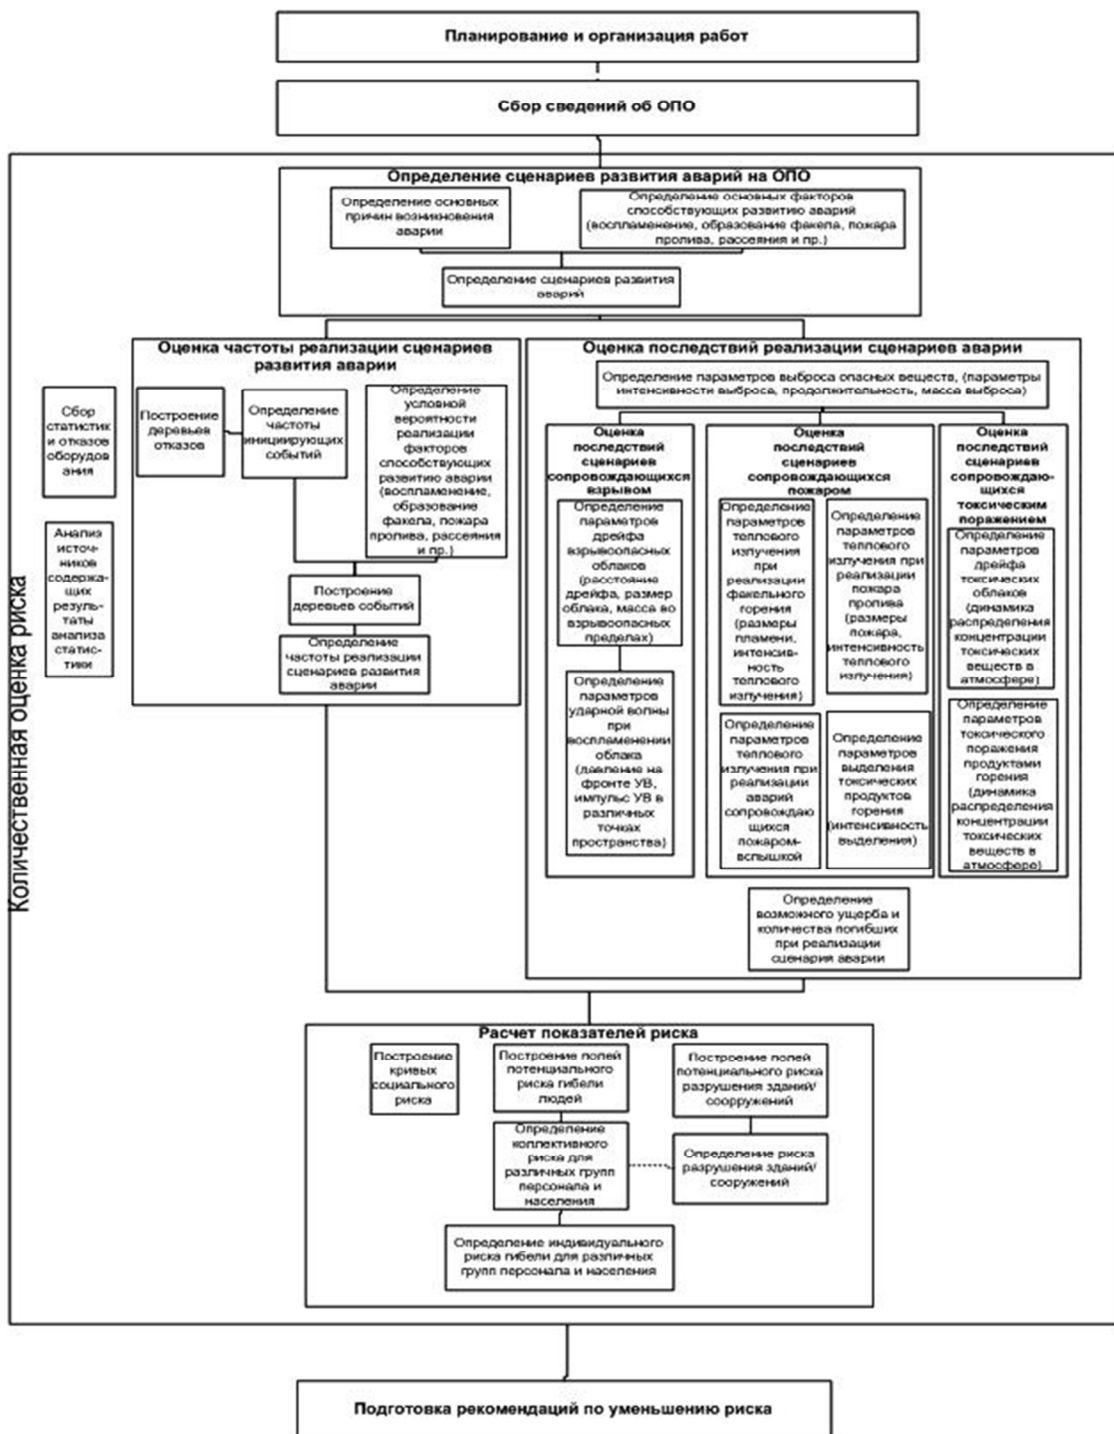 Планирование и организация работ
Сбор сведений об ОПО
Количественная оценка риска
Определение сценариев развития аварий на ОПО
Определение основных
причин возникновения
аварии
Определение основных факторов
способствующих развитию аварий
(воспламенение, образование факела, пожара
пролива, рассеяния и пр.)
Определение сценариев развития
аварий
Оценка частоты реализации сценариев
развития аварии
Сбор
статистик
и отказов
оборудов
ания
Анализ
источ-
ников
содержа-
щих
резуль-
таты
анализа
статис-
тики
Построение
деревьев
отказов
Определение
частоты
инициирующих
событий
Определение
условной
вероятности
реализации
факторов
способствующих
развитию аварии
(воспламенение,
образование
факела, пожара
пролива, рассеяния
и пр.)
Построение
деревьев событий
Определение
частоты реализации
сценариев развития
аварии
Оценка последствий реализации сценариев аварии
Определение параметров выброса опасных веществ, (параметры
интенсивности выброса, продолжительность, масса выброса)
Оценка
последствий
сценариев
сопровождающихся
взрывом
Определение
параметров
дрейфа
взрывоопасных
облаков
(расстояние
дрейфа, размер
облака, масса во
взрывоопасных
пределах)
Определение
параметров
ударной волны
при
воспламенении
облака
(давление на
фронте УВ,
импульс УВ в
различных
точках
пространства)
Оценка
последствий
сценариев
сопровождающихся
пожаром
Определение
параметров
теплового
излучения
при
реализации
факельного
горения
(размеры
пламени,
интенсив-
ность
теплового
излучения)
Определение
параметров
теплового
излучения при
реализации
пожара
пролива
(размеры
пожара,
интенсивность
теплового
излучения)
Определение
параметров
теплового
излучения при
реализации
аварий
сопровождаю
щихся
пожаром-
вспышкой
Определение
параметров
выделения
токсических
продуктов
горения
(интенсивность
выделения)
Оценка
последствий
сценариев
сопровождаю-
щихся
токсическим
поражением
Определение
параметров
дрейфа
токсических
облаков
(динамика
распределения
концентрации
токсических
веществ в
атмосфере)
Определение
параметров
токсического
поражения
продуктами
горения
(динамика
распределения
концентрации
токсических
веществ в
атмосфере)
Определение
возможного ущерба и
количества погибших
при реализации
сценария аварии
Расчет показателей риска
Построение
кривых
социального
риска
Построение полей
потенциального
риска гибели
людей
Построение полей
потенциального риска
разрушения зданий/
соорружений
Определение
коллективного
риска для
различных групп
персонала и
населения
Определение риска
разрушения зданий/
сооружений
Определение индивидуального
риска гибели для различных
групп персонала и населения
Подготовка рекомендаций по уменьшению риска